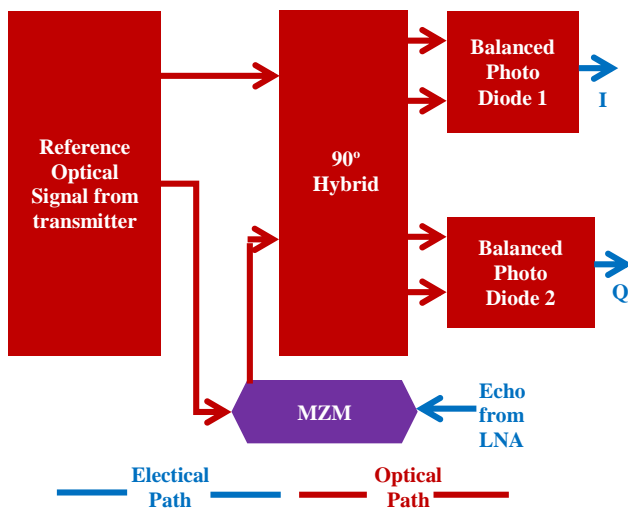 Reference
Optical
Signal from
transmitter
90º
Hybrid
Balanced
Photo
Diode 1
I
Balanced
Photo
Diode 2
Q
MZM
Echo
from
LNA
Electical
Path
Optical
Path